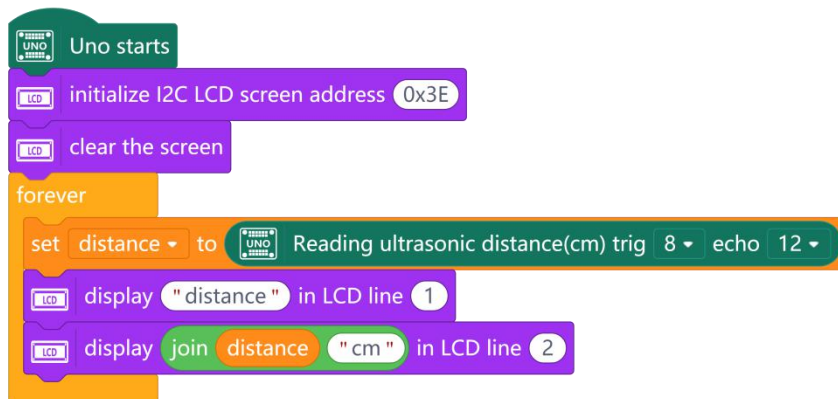 UNO Uno starts
LCD initialize I2C LCD screen address 0x3E
LCD clear the screen
forever
set distance to UNO Reading ultrasonic distance(cm) trig 8 echo 12
LCD display "distance" in LCD line 1
LCD display join distance "cm" in LCD line 2